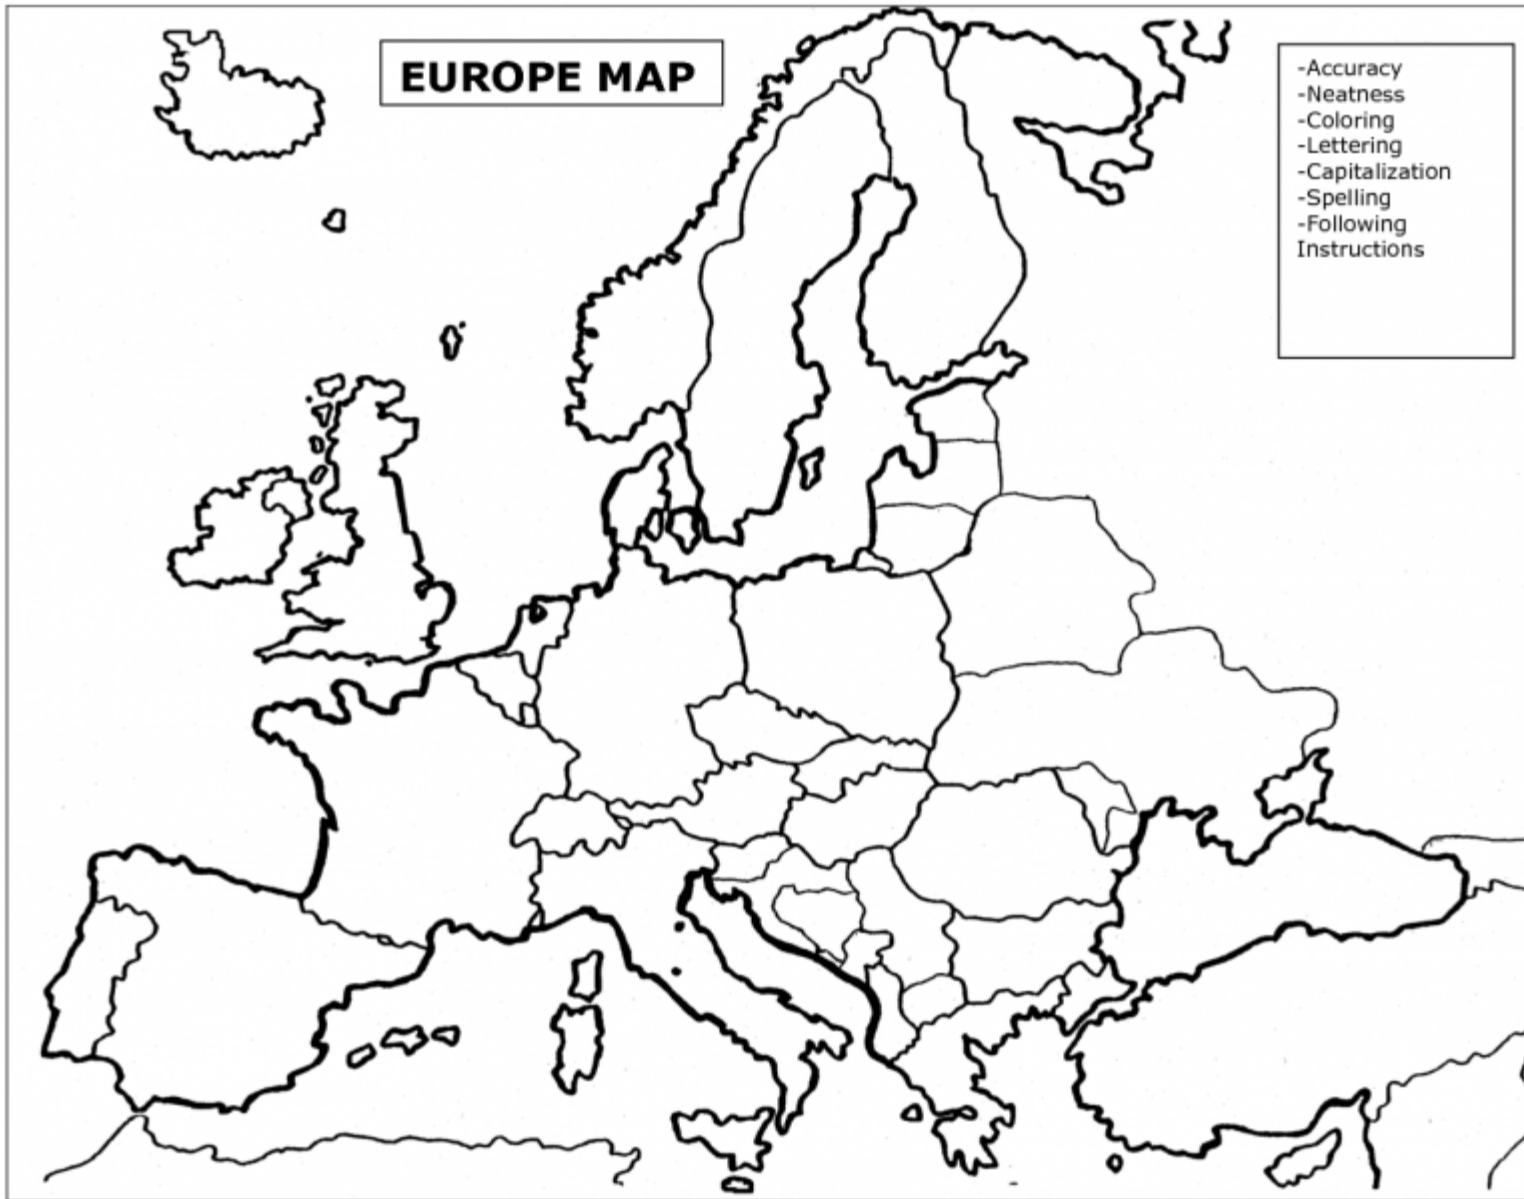 EUROPE MAP
-Accuracy
-Neatness
-Coloring
-Lettering
-Capitalization
-Spelling
-Following
Instructions